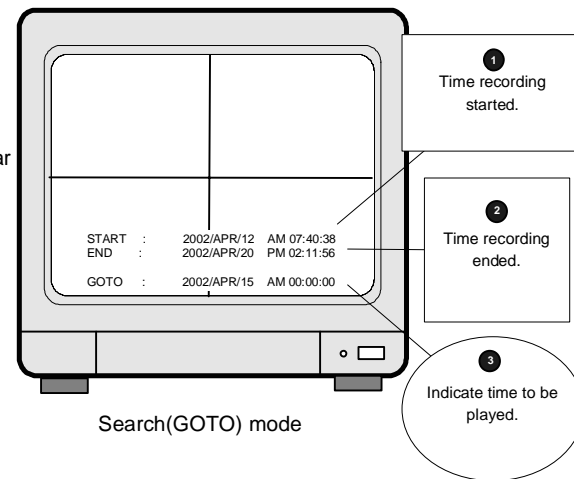 1
Time recording
started.
ar
2
Time recording
ended.
START : 2002/APR/12 AM 07:40:38
END : 2002/APR/20 PM 02:11:56
GOTO : 2002/APR/15 AM 00:00:00
3
Indicate time to be
played.
Search(GOTO) mode